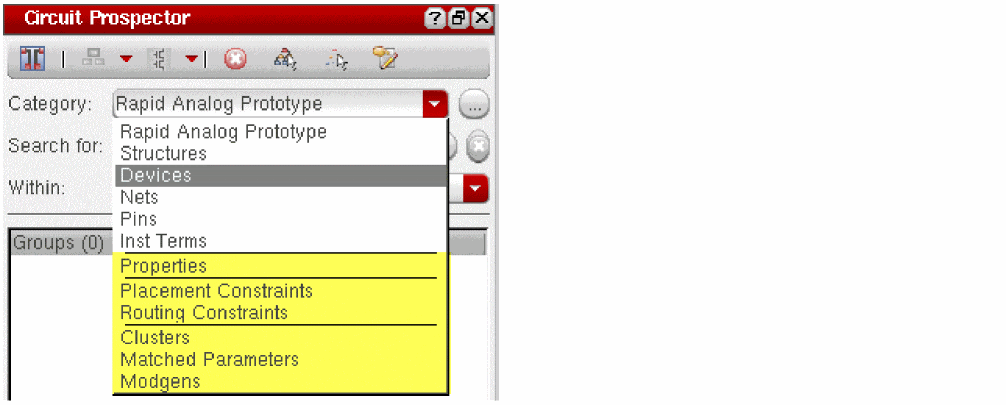 Circuit Prospector
Category: Rapid Analog Prototype ...
Rapid Analog Prototype
Search for:
Structures
Devices
Within:
Nets
Pins
Groups (0)
Inst Terms
Properties
Placement Constraints
Routing Constraints
Clusters
Matched Parameters
Modgens